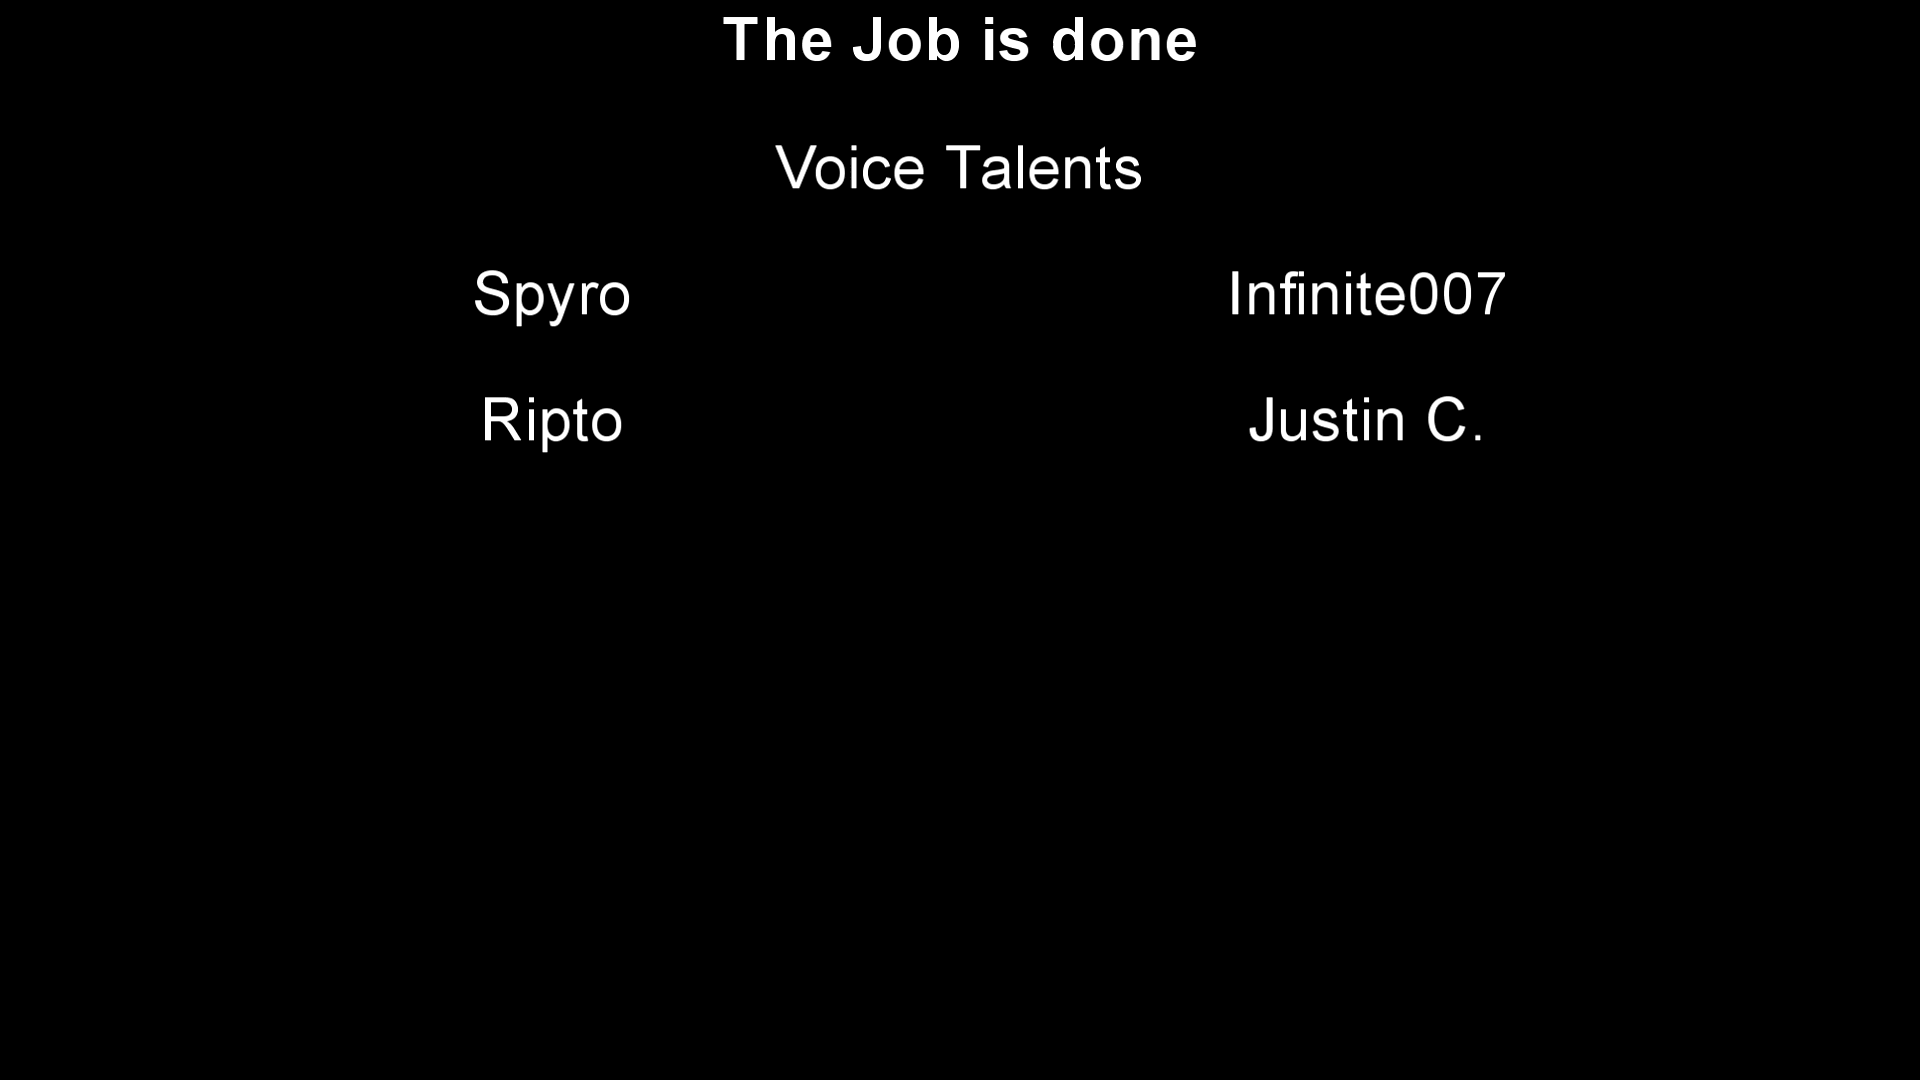 The Job is done
Voice Talents
Spyro Infinite007
Ripto Justin C.